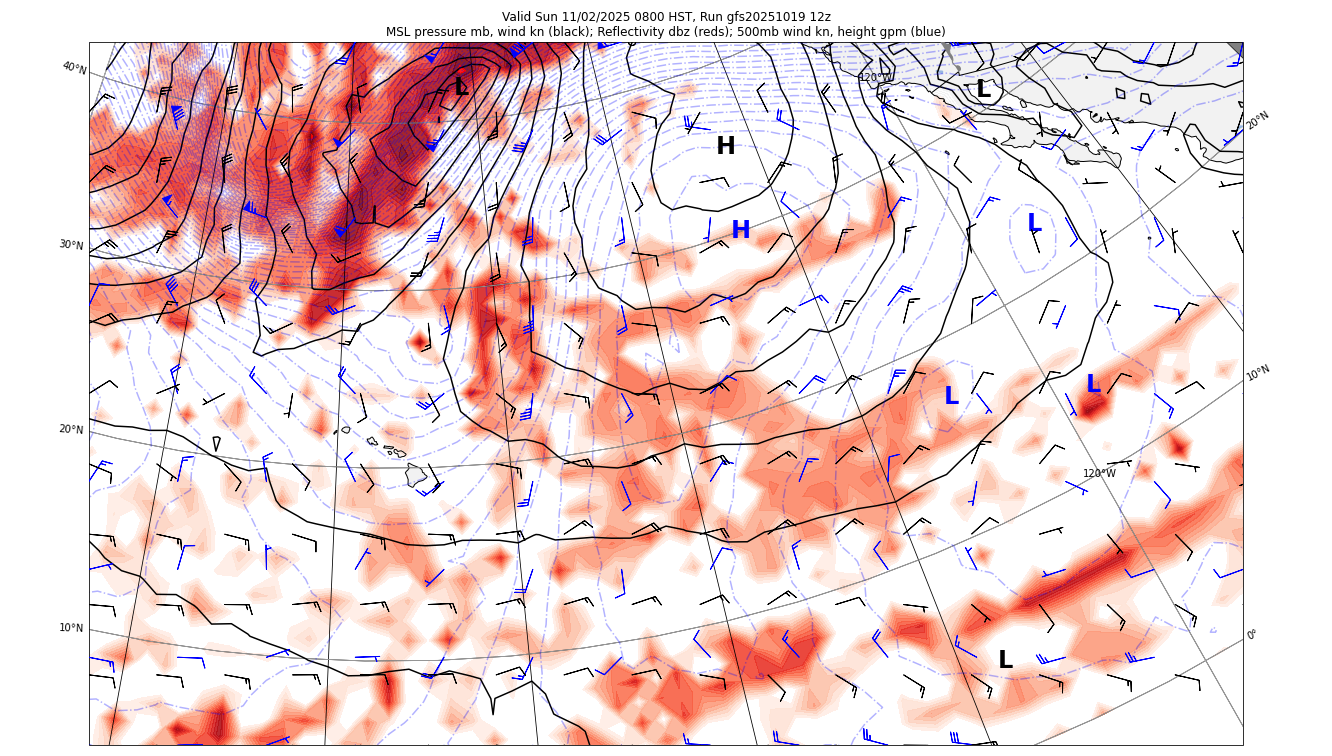 Valid Sun 11/02/2025 0800 HST, Run gfs20251019 12z
MSL pressure mb, wind kn (black); Reflectivity dbz (reds); 500mb wind kn, height gpm (blue)
40°N
120°W
L
L
20°N
H
L
H
L
30°N
10°N
L
L
20°N
120°W
10°N
0°
L